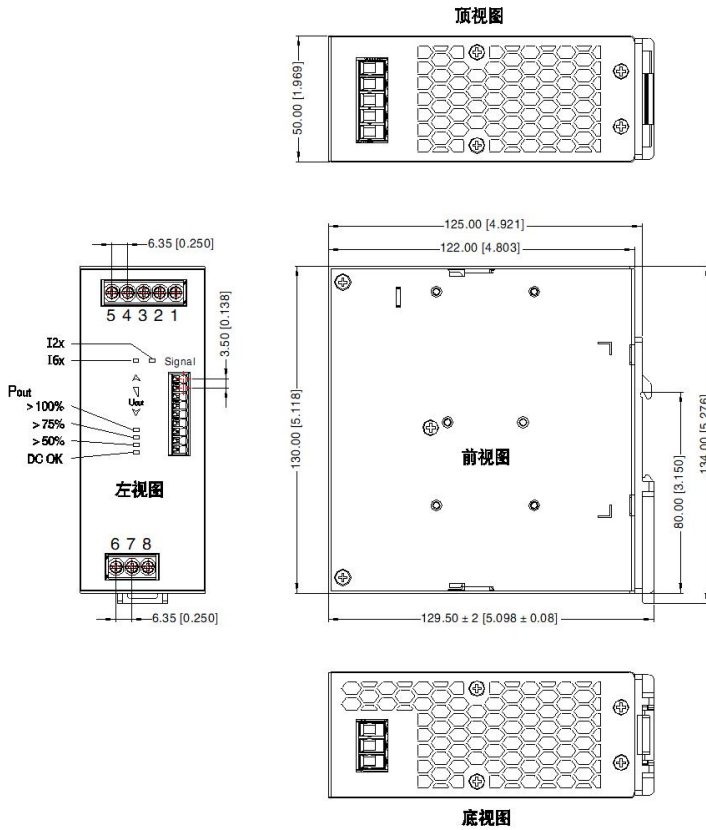 顶视图
50.00 [1.969]
125.00 [4.921]
122.00 [4.803]
6.35 [0.250]
5 4 3 2 1
3.50 [0.138]
I2x
I6x
Signal
Pout
Uout
>100%
>75%
>50%
DC OK
左视图
6 7 8
6.35 [0.250]
130.00 [5.118]
前视图
80.00 [3.150]
134.00 [5.276]
129.50 ± 2 [5.098 ± 0.08]
底视图